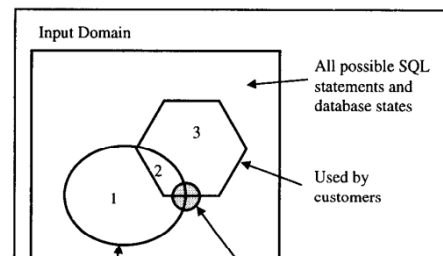 Input Domain
All possible SQL
statements and
database states
3
2
1
Used by
customers